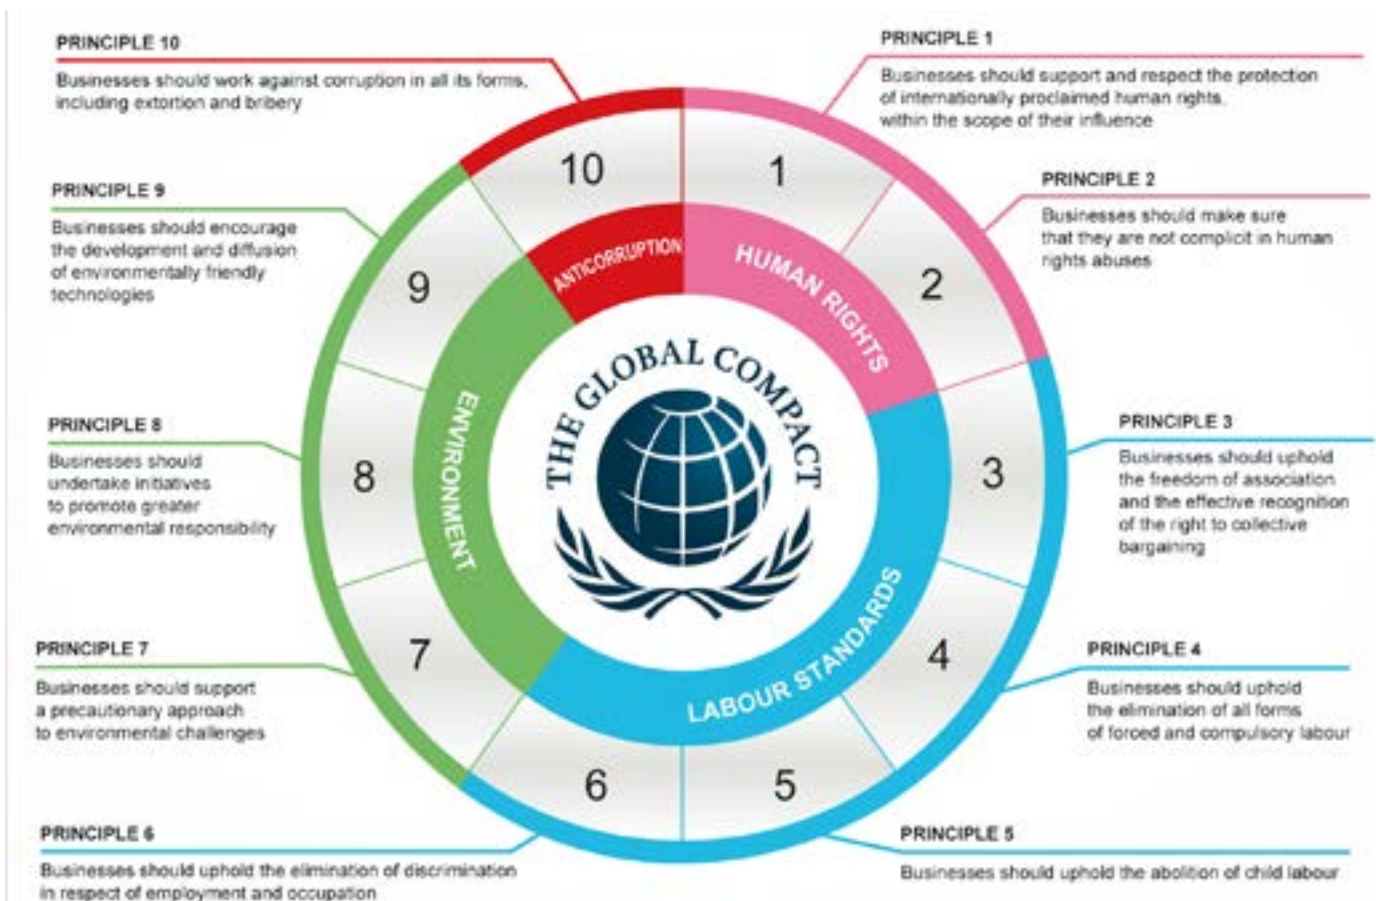 PRINCIPLE 10
Businesses should work against corruption in all its forms,
including extortion and bribery
PRINCIPLE 1
Businesses should support and respect the protection
of internationally proclaimed human rights,
within the scope of their influence
PRINCIPLE 9
Businesses should encourage
the development and diffusion
of environmentally friendly
technologies
PRINCIPLE 2
Businesses should make sure
that they are not complicit in human
rights abuses
PRINCIPLE 8
Businesses should
undertake initiatives
to promote greater
environmental responsibility
PRINCIPLE 3
Businesses should uphold
the freedom of association
and the effective recognition
of the right to collective
bargaining
PRINCIPLE 7
Businesses should support
a precautionary approach
to environmental challenges
PRINCIPLE 4
Businesses should uphold
the elimination of all forms
of forced and compulsory labour
PRINCIPLE 6
Businesses should uphold the elimination of discrimination
in respect of employment and occupation
PRINCIPLE 5
Businesses should uphold the abolition of child labour
10
1
2
3
4
5
6
7
8
9
ANTICORRUPTION
HUMAN RIGHTS
LABOUR STANDARDS
ENVIRONMENT
THE GLOBAL COMPACT